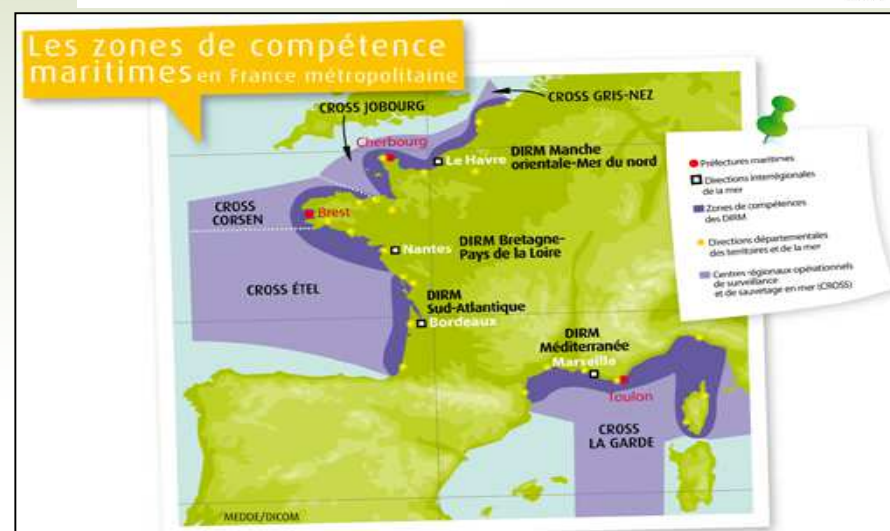 Les zones de compétence
maritimes en France métropolitaine
CROSS JOBOURG
CROSS GRIS-NEZ
Cherbourg
Le Havre
DIRM Manche
orientale-Mer du nord
CROSS
CORSEN
Brest
Nantes
DIRM Bretagne-
Pays de la Loire
CROSS ÉTEL
DIRM
Sud-Atlantique
Bordeaux
DIRM
Méditerranée
Marseille
Toulon
CROSS
LA GARDE
MEDDE/DICOM
Préfectures maritimes
Directions interrégionales
de la mer
Zones de compétences
des DIRM
Directions départementales
des territoires et de la mer
Centres régionaux opérationnels
de surveillance
et de sauvetage en mer (CROSS)